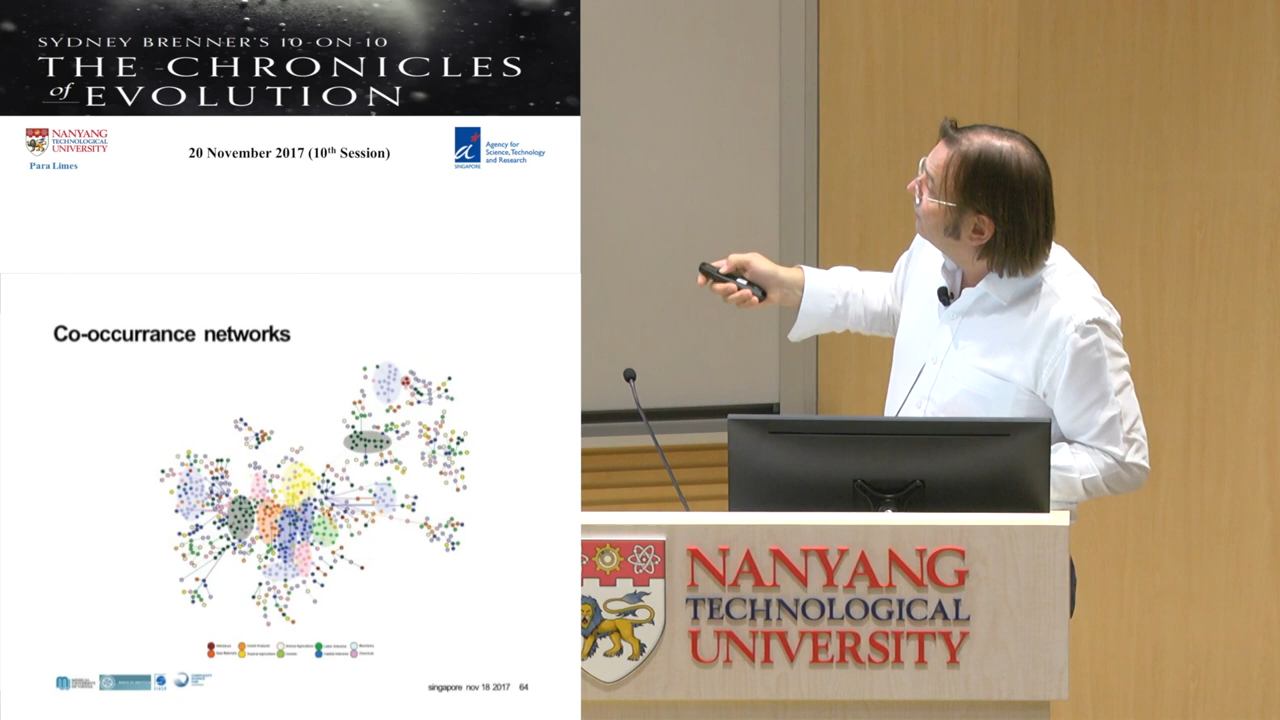 SYDNEY BRENNER'S 10-ON-10
THE CHRONICLES
of EVOLUTION
NANYANG
TECHNOLOGICAL
UNIVERSITY
Para Limes
20 November 2017 (10th Session)
SINGAPORE
Agency for
Science, Technology
and Research
Co-occurrance networks
singapore nov 18 2017 64
NANYANG
TECHNOLOGICAL
UNIVERSITY